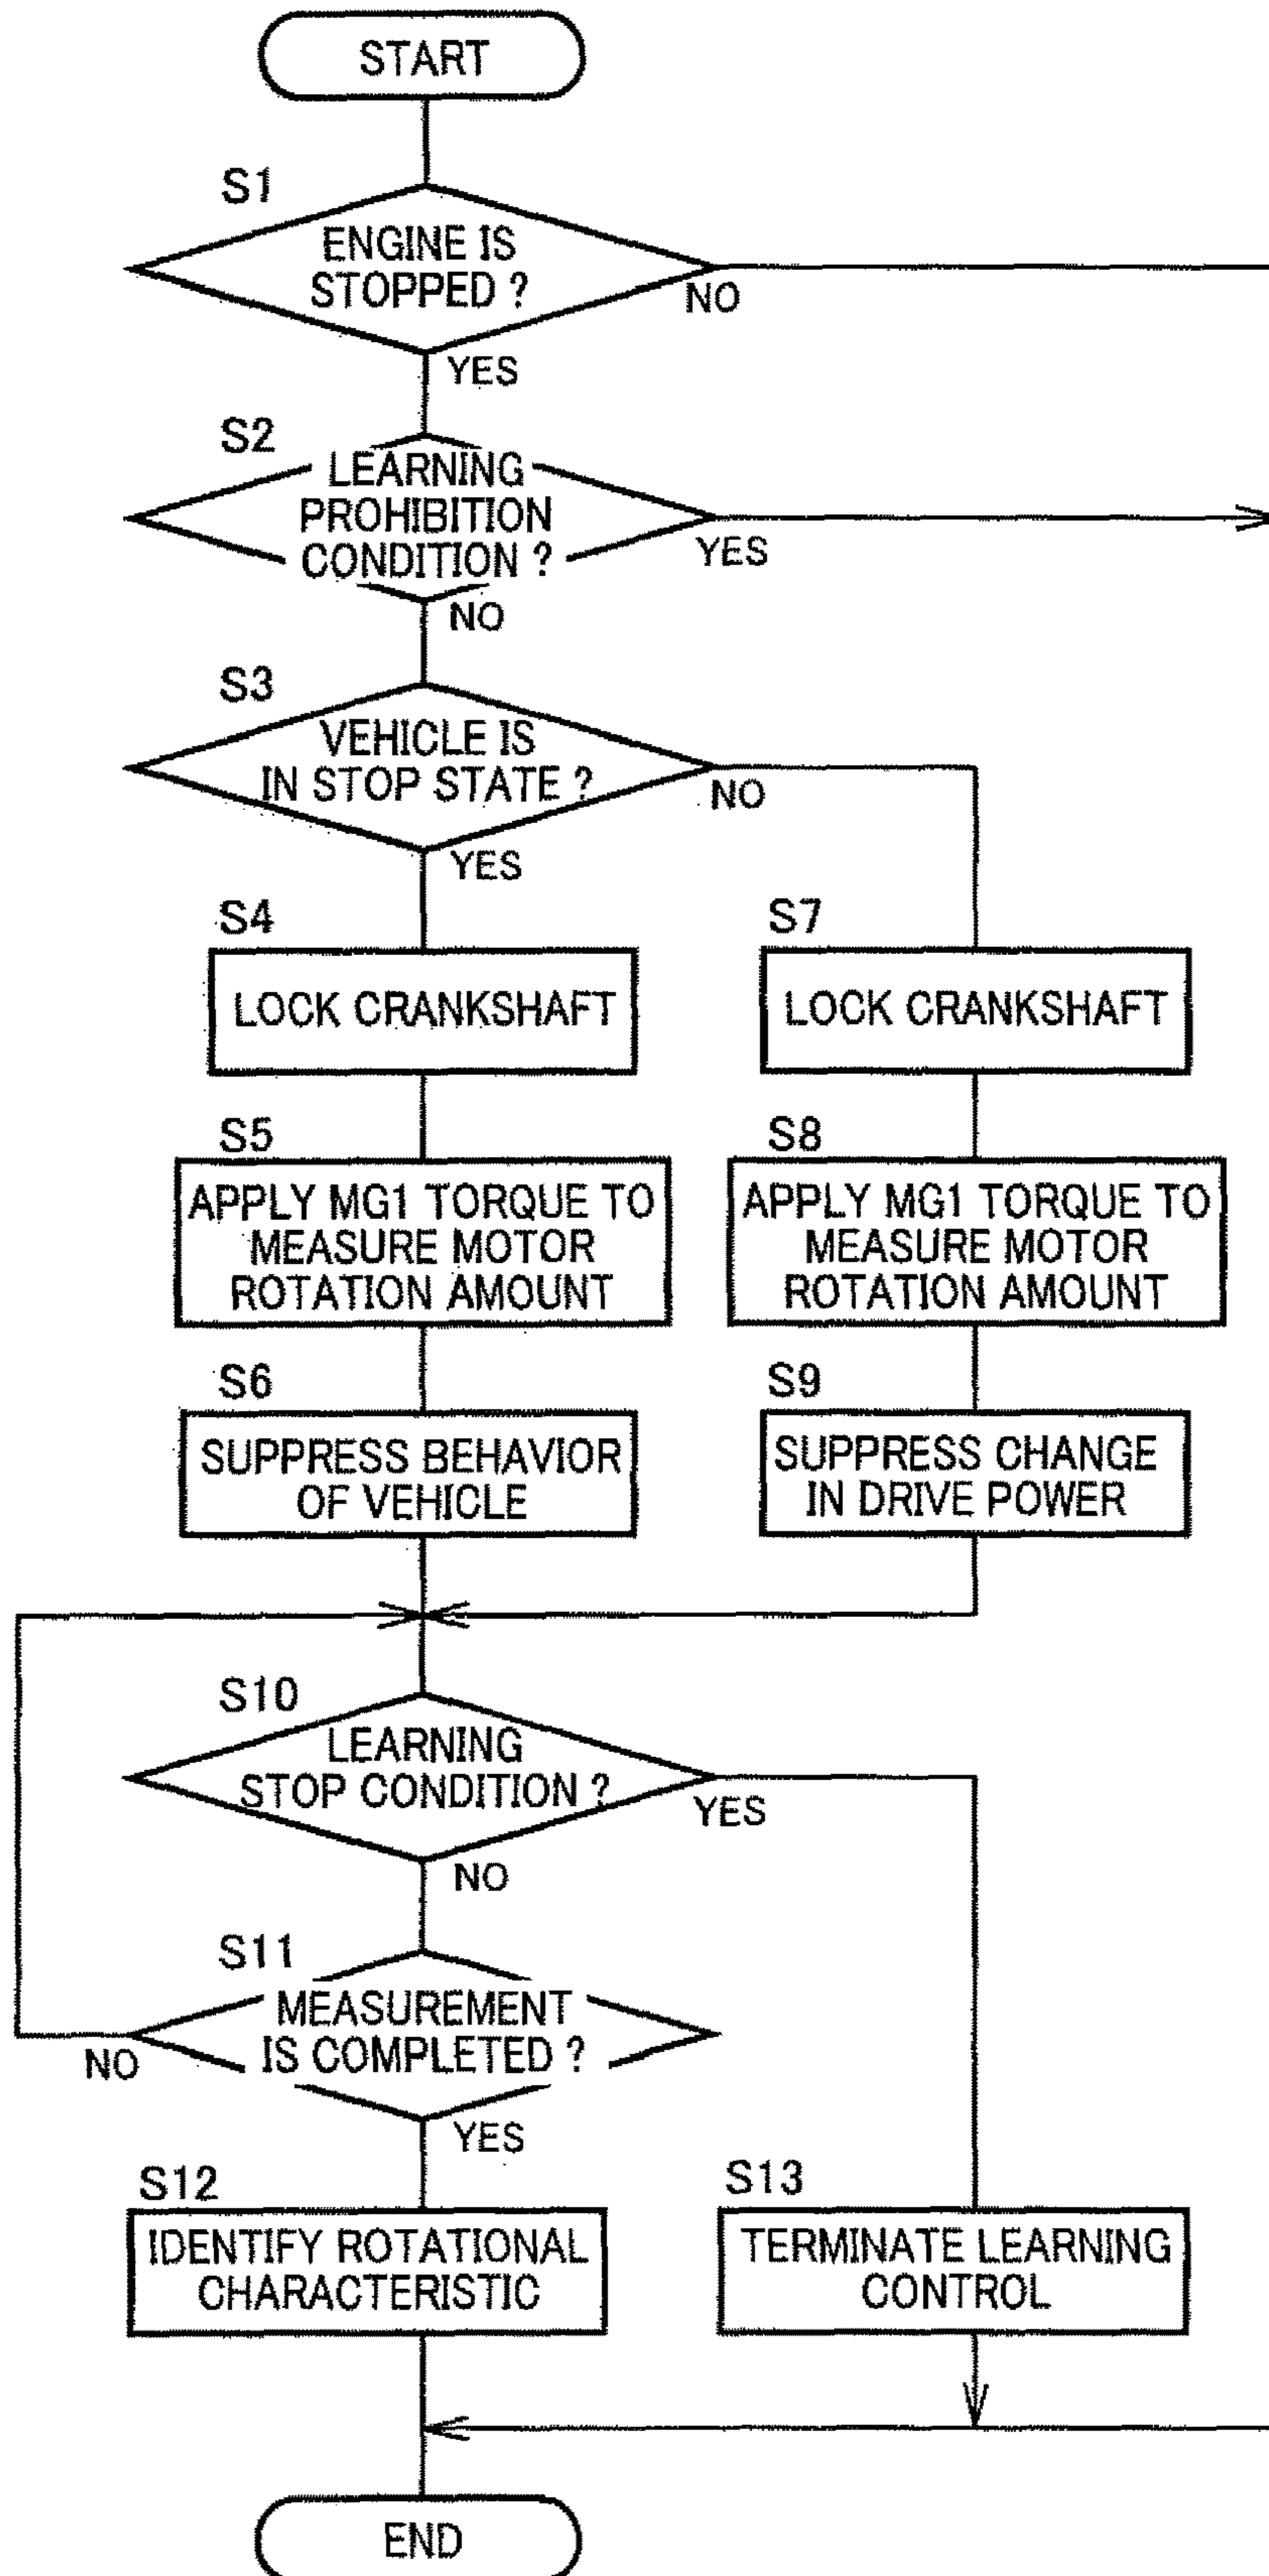 START
S1
ENGINE IS
STOPPED ?
NO
YES
S2
LEARNING
PROHIBITION
CONDITION ?
YES
NO
S3
VEHICLE IS
IN STOP STATE ?
NO
YES
S4
LOCK CRANKSHAFT
S7
LOCK CRANKSHAFT
S5
APPLY MG1 TORQUE TO
MEASURE MOTOR
ROTATION AMOUNT
S8
APPLY MG1 TORQUE TO
MEASURE MOTOR
ROTATION AMOUNT
S6
SUPPRESS BEHAVIOR
OF VEHICLE
S9
SUPPRESS CHANGE
IN DRIVE POWER
S10
LEARNING
STOP CONDITION ?
YES
NO
S11
MEASUREMENT
IS COMPLETED ?
NO
YES
S12
IDENTIFY ROTATIONAL
CHARACTERISTIC
S13
TERMINATE LEARNING
CONTROL
END